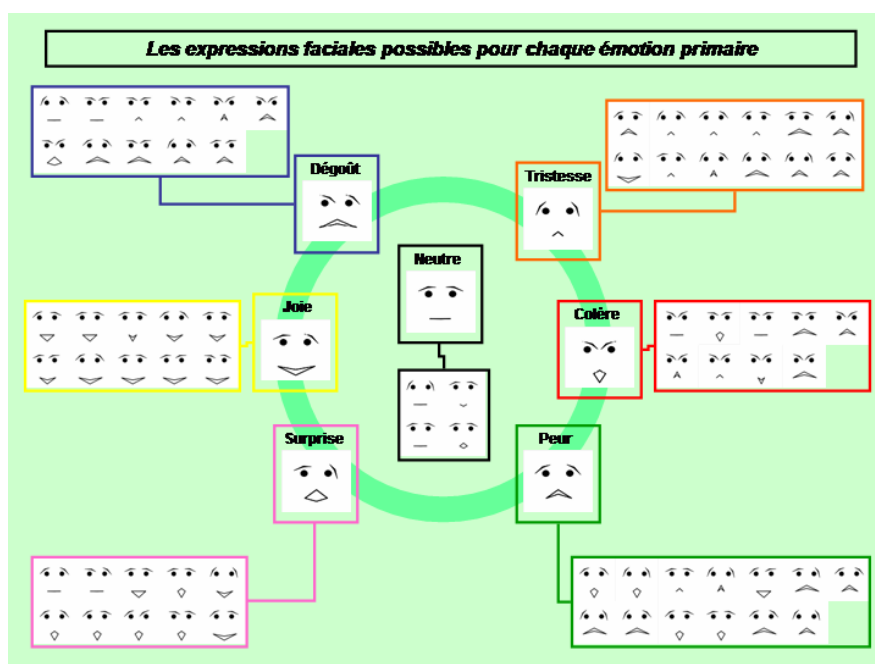 Les expressions faciales possibles pour chaque émotion primaire
Dégoût
Tristesse
Neutre
Joie
Colère
Surprise
Peur